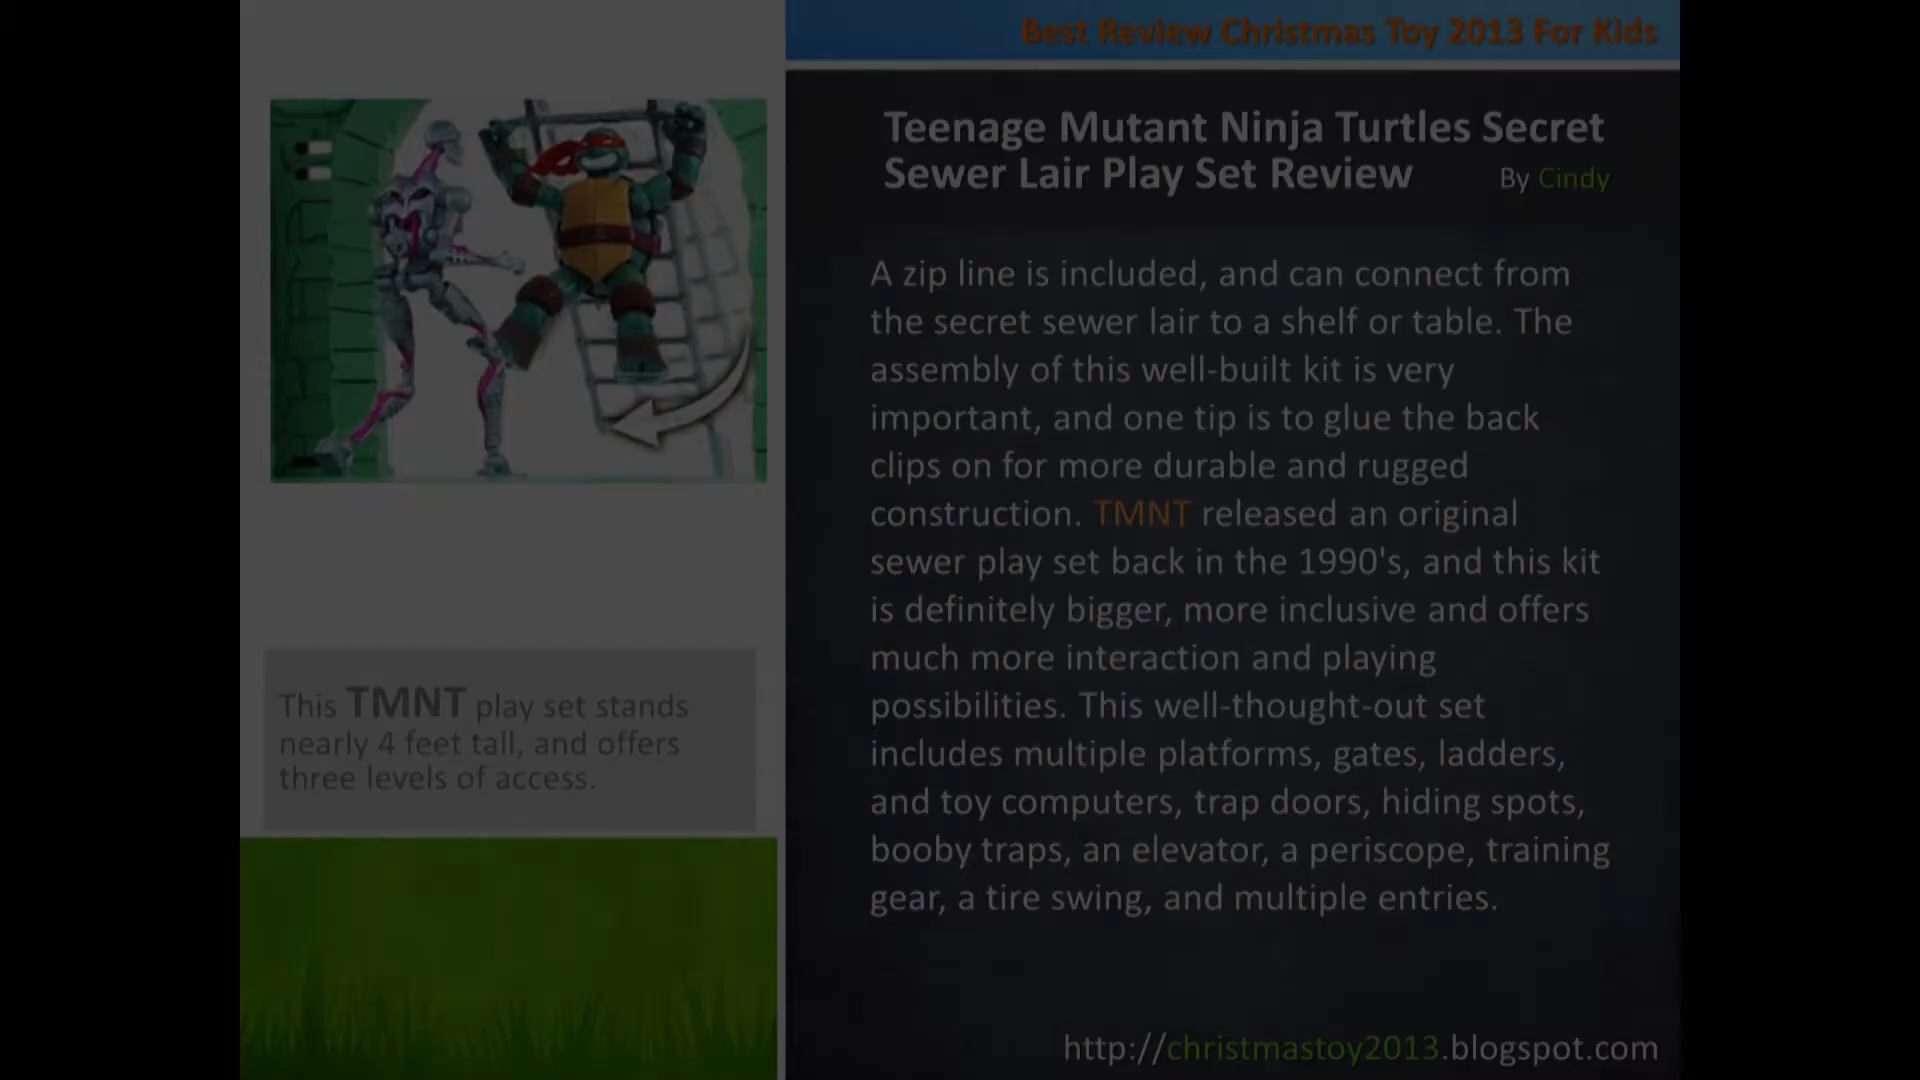 Best Review Christmas Toy 2013 For Kids
Teenage Mutant Ninja Turtles Secret
Sewer Lair Play Set Review By Cindy
A zip line is included, and can connect from
the secret sewer lair to a shelf or table. The
assembly of this well-built kit is very
important, and one tip is to glue the back
clips on for more durable and rugged
construction. TMNT released an original
sewer play set back in the 1990's, and this kit
is definitely bigger, more inclusive and offers
much more interaction and playing
possibilities. This well-thought-out set
includes multiple platforms, gates, ladders,
and toy computers, trap doors, hiding spots,
booby traps, an elevator, a periscope, training
gear, a tire swing, and multiple entries.
This TMNT play set stands
nearly 4 feet tall, and offers
three levels of access.
http://christmastoy2013.blogspot.com